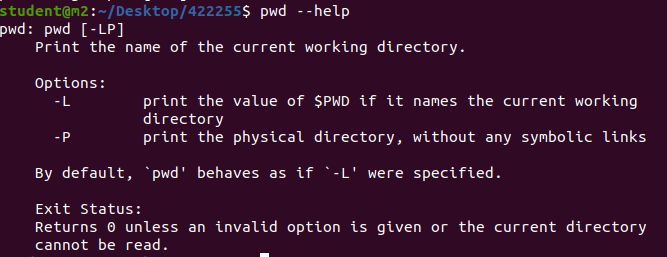 student@m2:~/Desktop/422255$ pwd --help
pwd: pwd [-LP]
    Print the name of the current working directory.

    Options:
      -L        print the value of $PWD if it names the current working
                directory
      -P        print the physical directory, without any symbolic links

    By default, `pwd' behaves as if `-L' were specified.

    Exit Status:
    Returns 0 unless an invalid option is given or the current directory
    cannot be read.